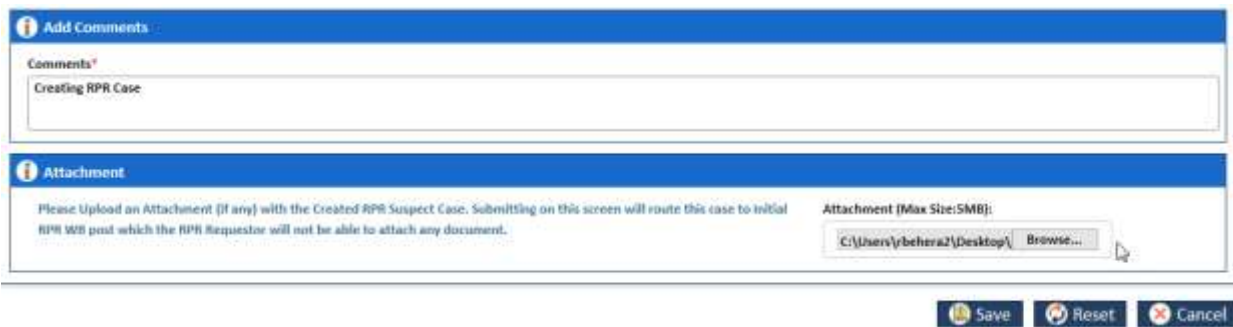 Add Comments
Comments*
Creating RPR Case
Attachment
Please Upload an Attachment (if any) with the Created RPR Suspect Case. Submitting on this screen will route this case to Initial
RPR WB post which the RPR Requestor will not be able to attach any document.
Attachment (Max Size:5MB):
C:\Users\rbehera2\Desktop\ Browse...
Save Reset Cancel